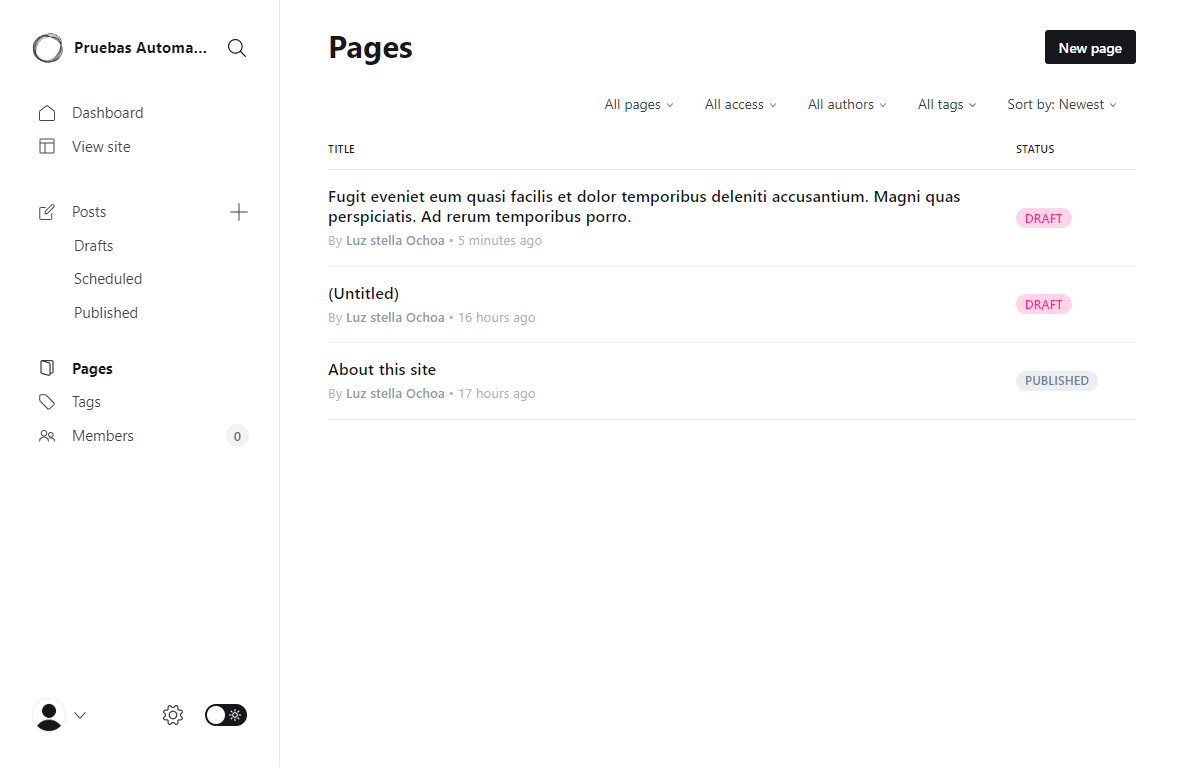 Pruebas Automa...
Dashboard
View site
Posts
Drafts
Scheduled
Published
Pages
Tags
Members
0
Pages
New page
All pages
All access
All authors
All tags
Sort by: Newest
TITLE
STATUS
Fugit eveniet eum quasi facilis et dolor temporibus deleniti accusantium. Magni quas
perspiciatis. Ad rerum temporibus porro.
By Luz stella Ochoa • 5 minutes ago
DRAFT
(Untitled)
By Luz stella Ochoa • 16 hours ago
DRAFT
About this site
By Luz stella Ochoa • 17 hours ago
PUBLISHED